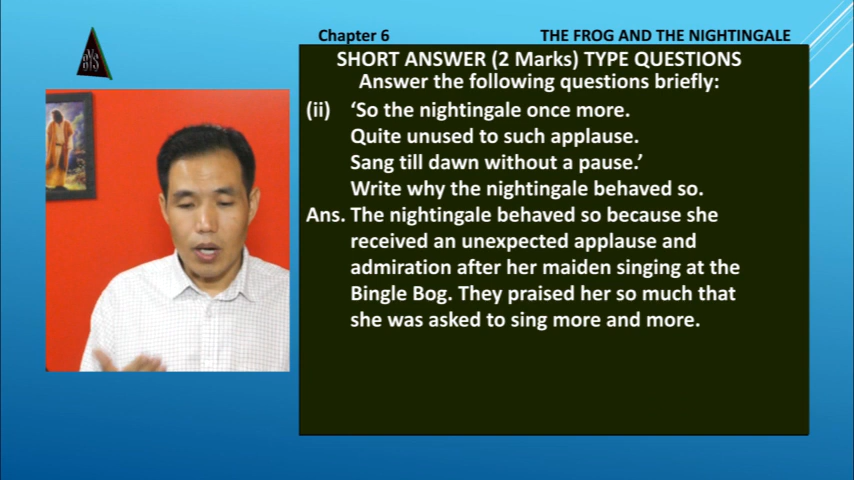 Chapter 6 THE FROG AND THE NIGHTINGALE
SHORT ANSWER (2 Marks) TYPE QUESTIONS
Answer the following questions briefly:
(ii) ‘So the nightingale once more.
Quite unused to such applause.
Sang till dawn without a pause.’
Write why the nightingale behaved so.
Ans. The nightingale behaved so because she
received an unexpected applause and
admiration after her maiden singing at the
Bingle Bog. They praised her so much that
she was asked to sing more and more.